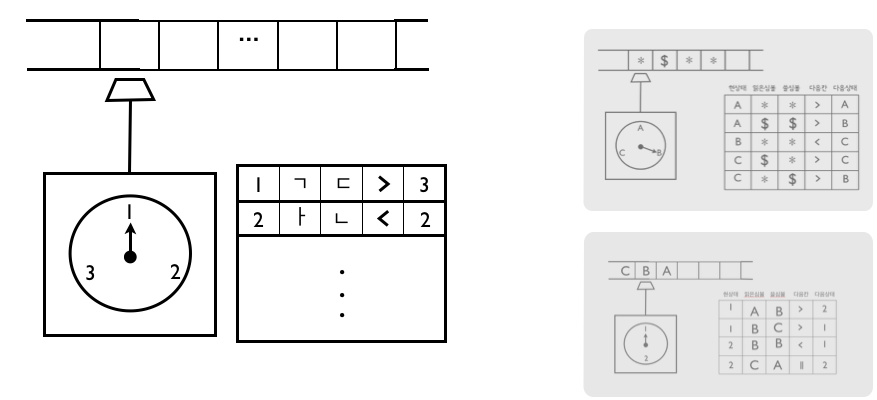 ...
1
3
2
1 ㄱ ㄷ > 3
2 ㅏ ㄴ < 2
* $ * *
A
C
B
현상태 읽은심볼 쓸심볼 다음칸 다음상태
A * * > A
A $ $ > B
B * * < C
C $ * > C
C * $ > B
C B A
1
2
현상태 읽은심볼 쓸심볼 다음칸 다음상태
1 A B > 2
1 B C > 1
2 B B < 1
2 C A || 2